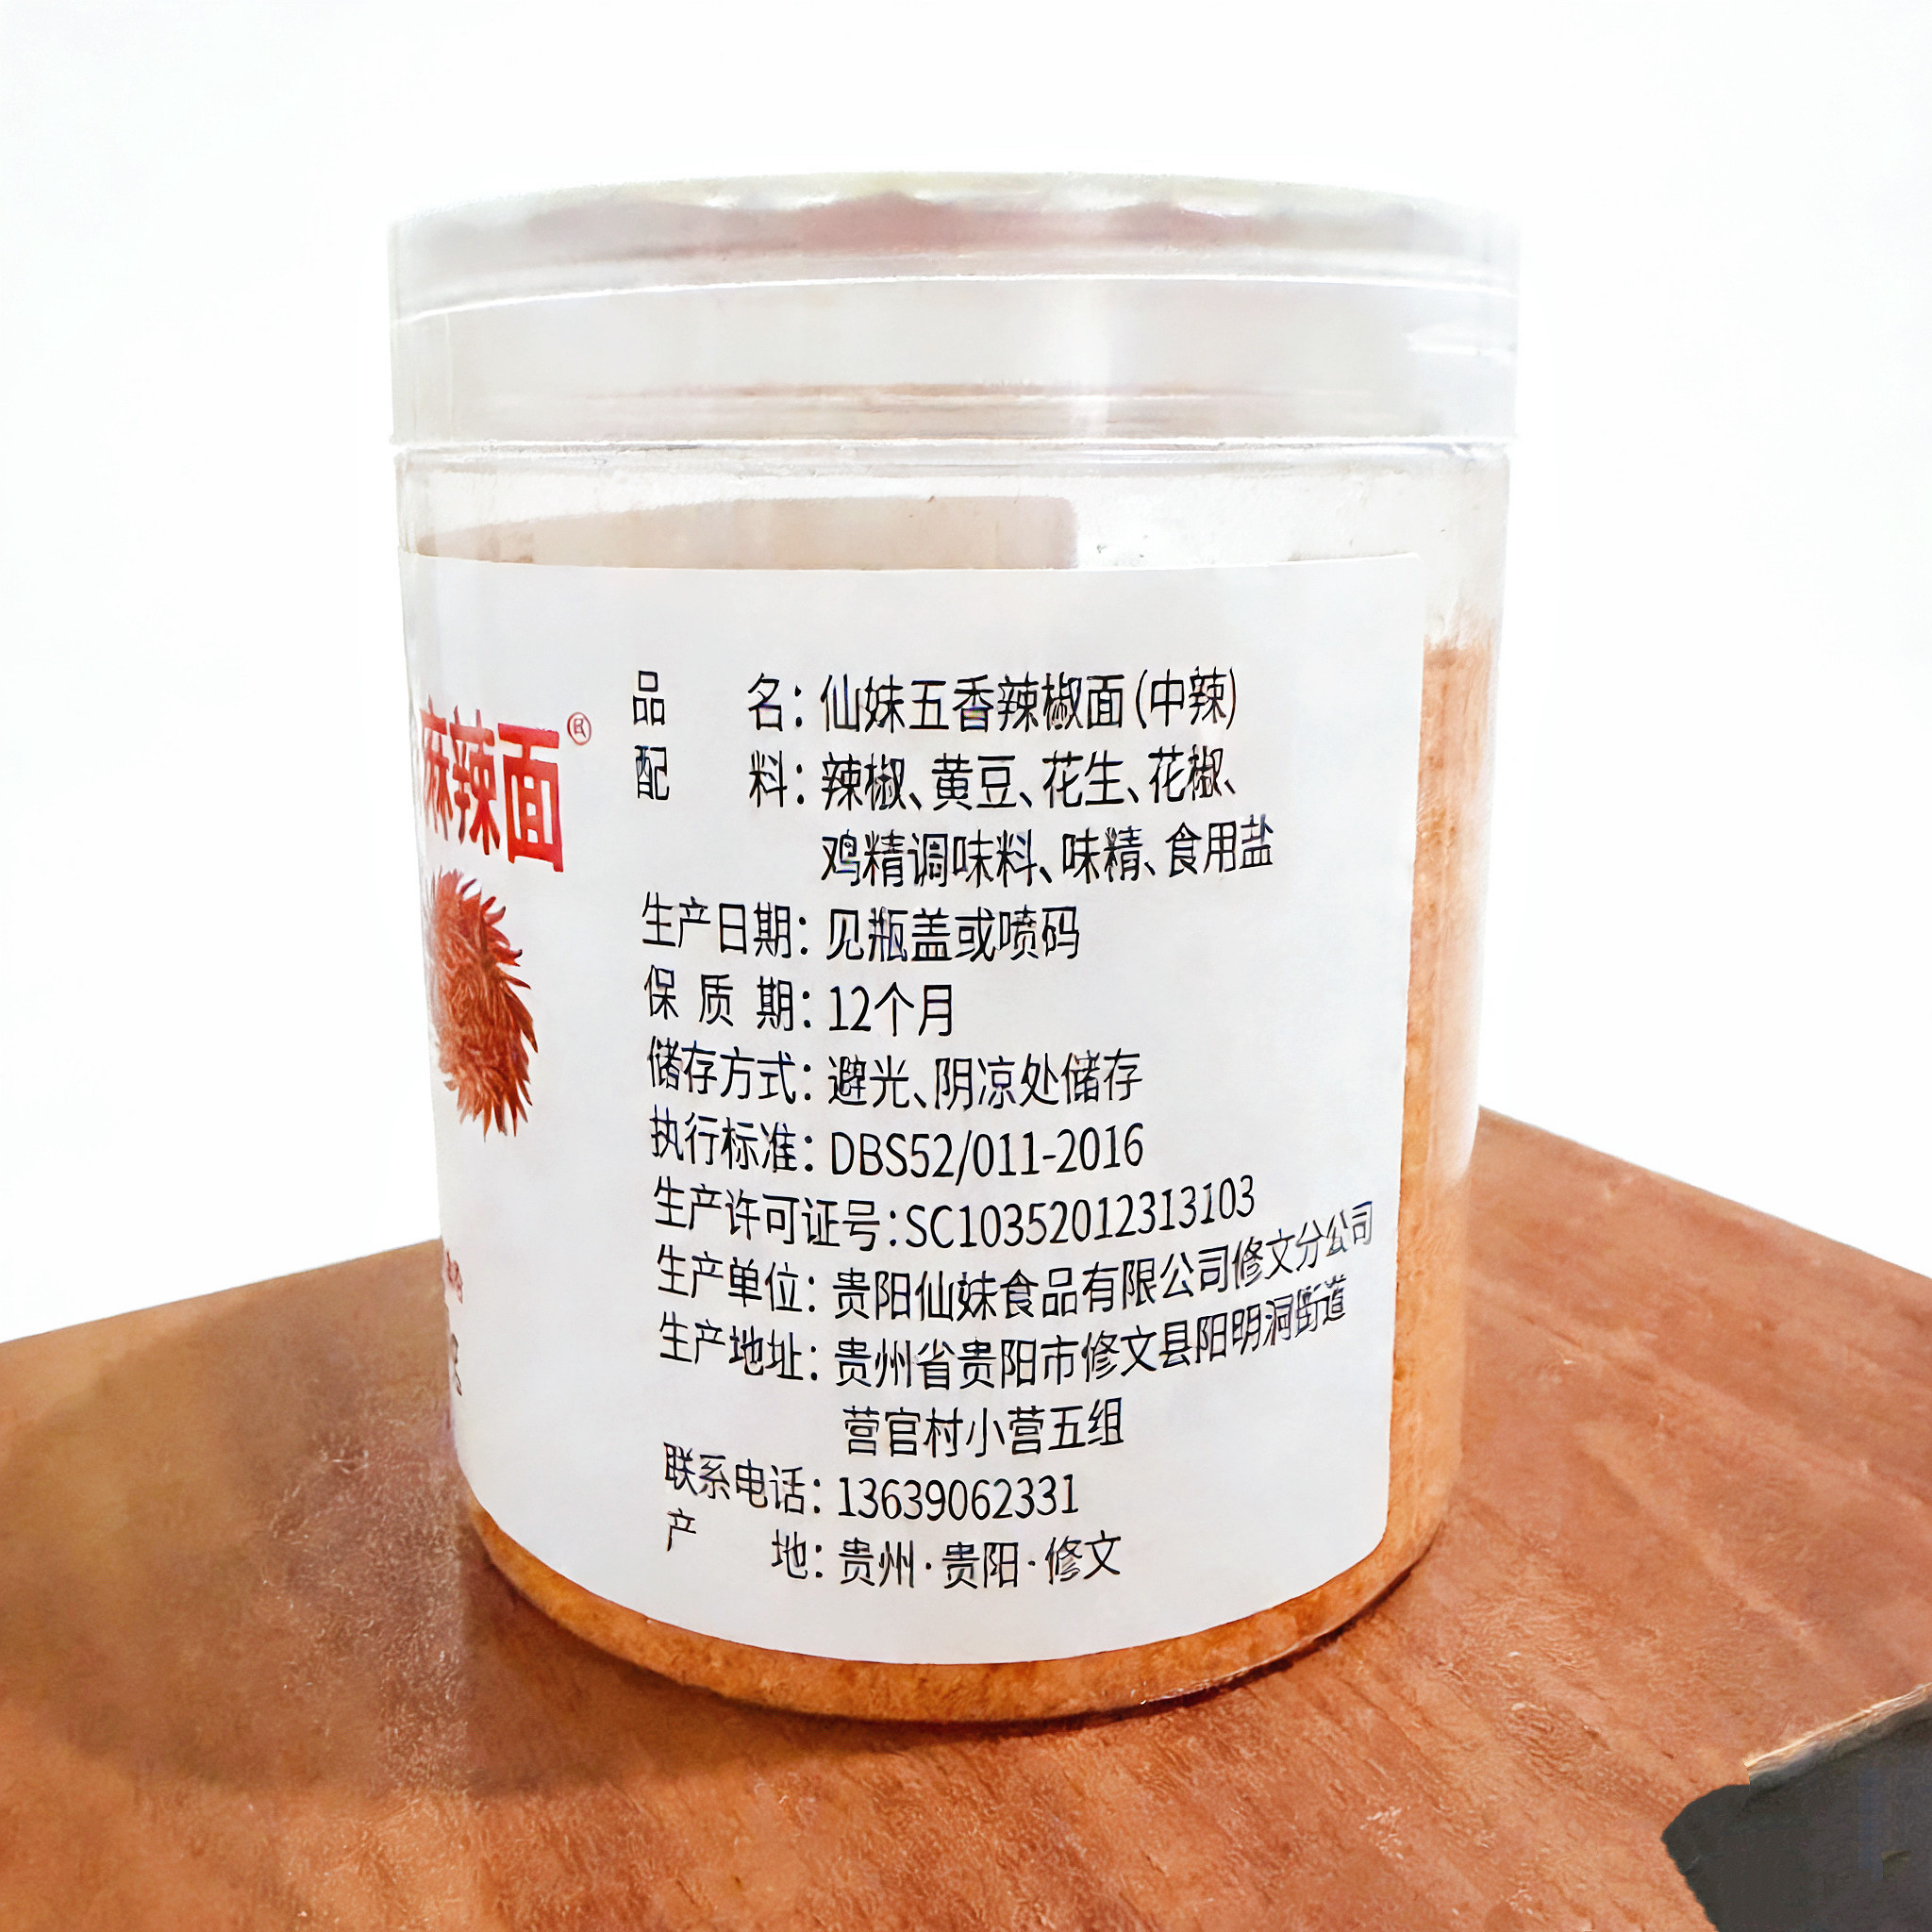 麻辣面®
品 名：仙妹五香辣椒面(中辣)
配 料：辣椒、黄豆、花生、花椒、
鸡精调味料、味精、食用盐
生产日期：见瓶盖或喷码
保 质 期：12个月
储存方式：避光、阴凉处储存
执行标准：DBS52/011-2016
生产许可证号：SC10352012313103
生产单位：贵阳仙妹食品有限公司修文分公司
生产地址：贵州省贵阳市修文县阳明洞街道
营官村小营五组
联系电话：13639062331
产 地：贵州·贵阳·修文